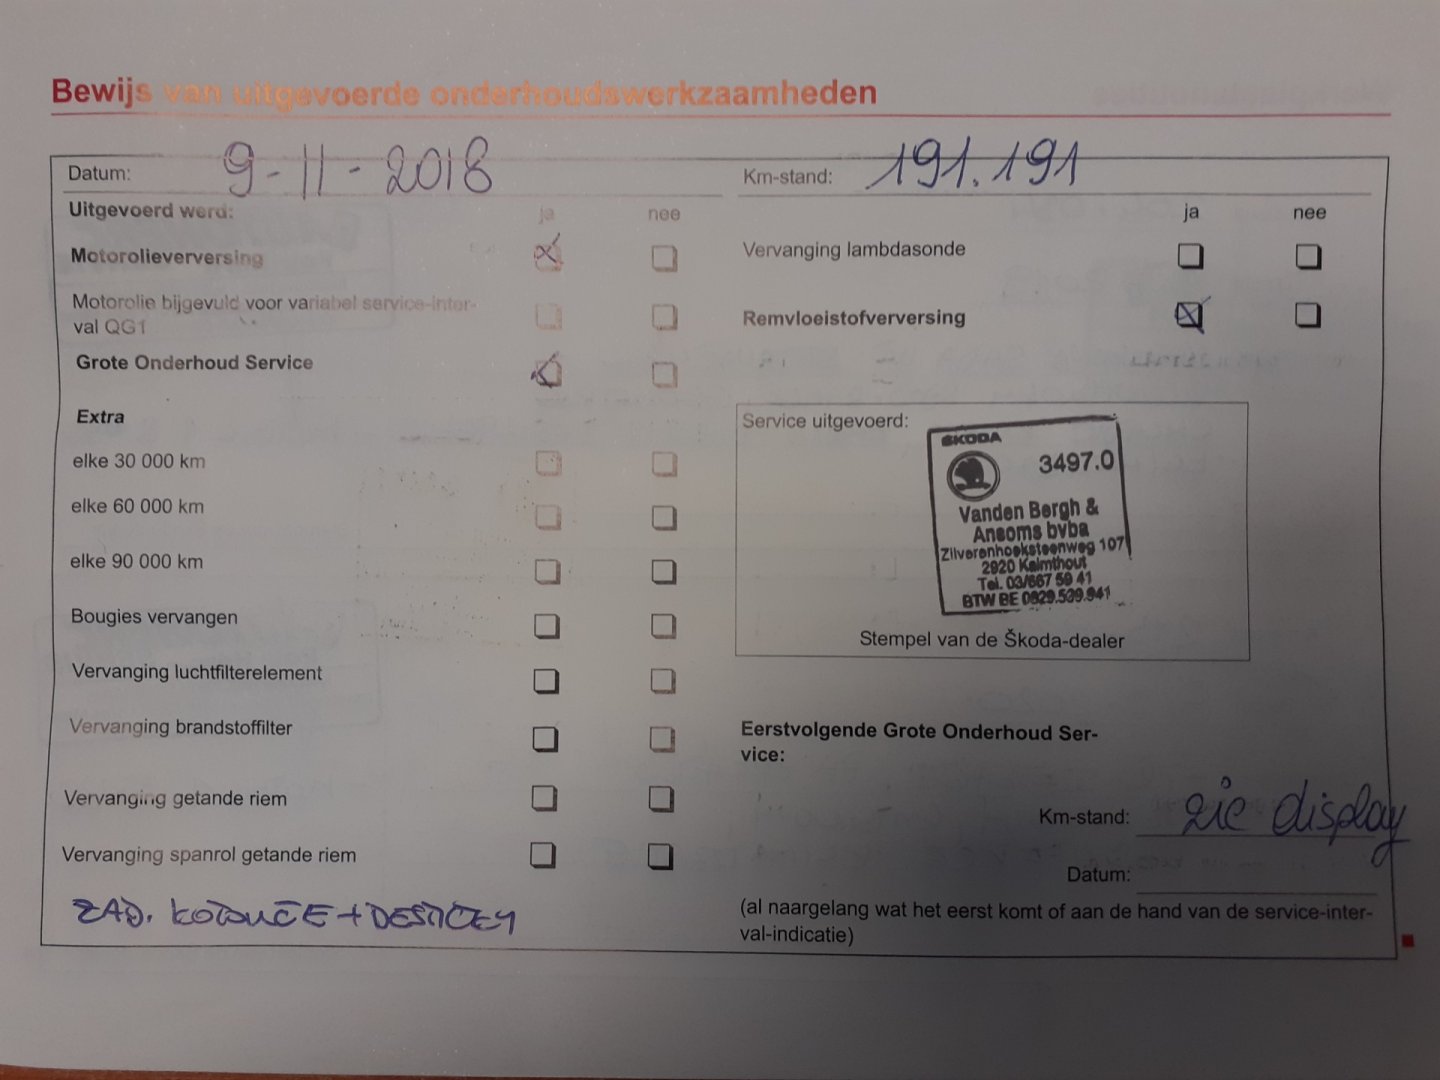 Bewijs van uitgevoerde onderhoudswerkzaamheden
Datum: 9-11-2018
Uitgevoerd werd: ja nee
Motorolieverversing
Motorolie bijgevuld voor variabel service-inter-
val QG1
Grote Onderhoud Service
Extra
elke 30 000 km
elke 60 000 km
elke 90 000 km
Bougies vervangen
Vervanging luchtfilterelement
Vervanging brandstoffilter
Vervanging getande riem
Vervanging spanrol getande riem
ZAD. KOTOUČE + DESTIČKY
Km-stand: 191.191
ja nee
Vervanging lambdasonde
Remvloeistofverversing
Service uitgevoerd:
ŠKODA
3497.0
Vanden Bergh &
Ansoms bvba
Zilverenhoeksteenweg 107
2920 Kalmthout
Tel. 03/667 59 41
BTW BE 0829.539.941
Stempel van de Škoda-dealer
Eerstvolgende Grote Onderhoud Ser-
vice:
Km-stand: zie display
Datum:
(al naargelang wat het eerst komt of aan de hand van de service-inter-
val-indicatie)